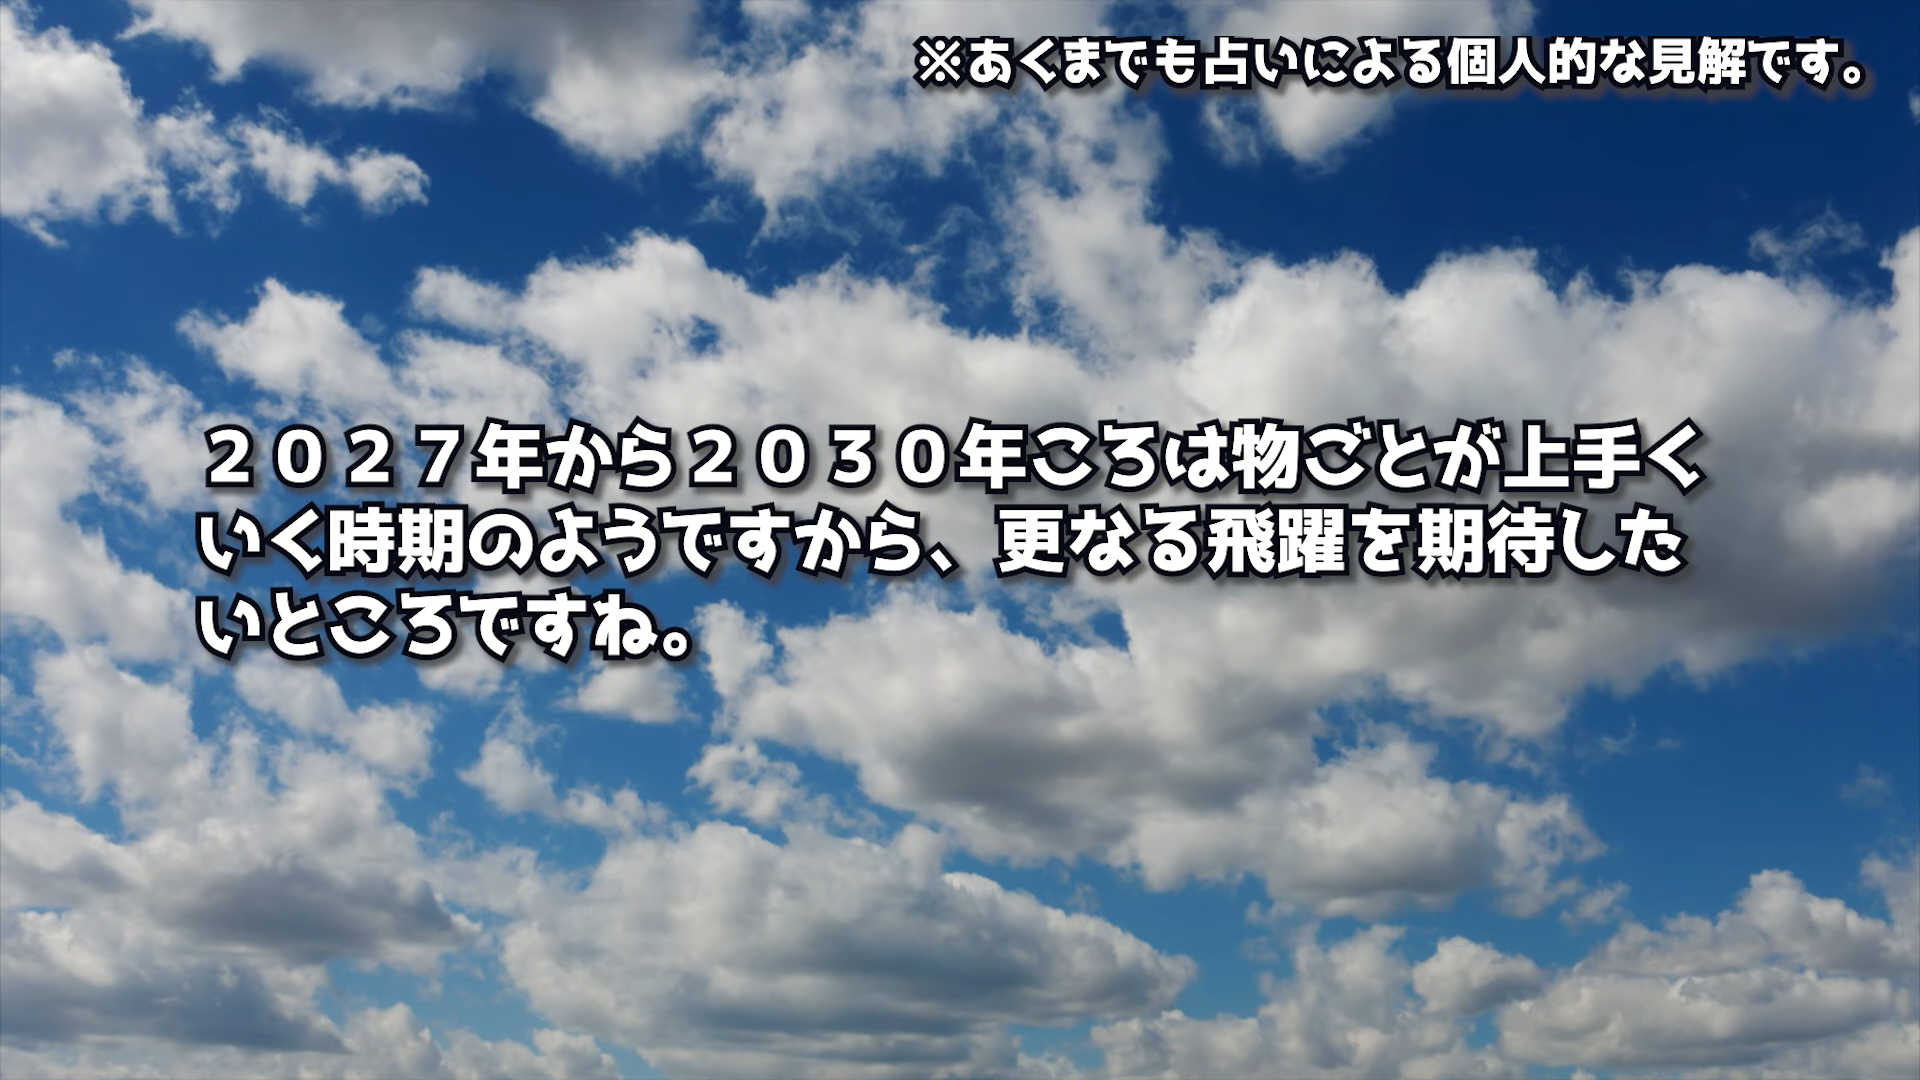 ※あくまでも占いによる個人的な見解です。
２０２７年から２０３０年ころは物ごとが上手く
いく時期のようですから、更なる飛躍を期待した
いところですね。